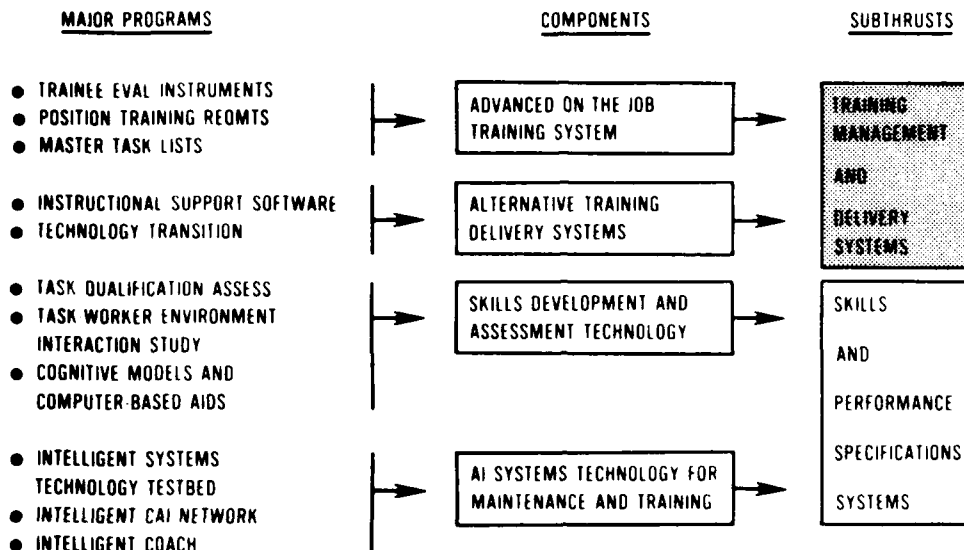 MAJOR PROGRAMS
COMPONENTS
SUBTHRUSTS
● TRAINEE EVAL INSTRUMENTS
● POSITION TRAINING REQMTS
● MASTER TASK LISTS
ADVANCED ON THE JOB
TRAINING SYSTEM
TRAINING
MANAGEMENT
AND
DELIVERY
SYSTEMS
● INSTRUCTIONAL SUPPORT SOFTWARE
● TECHNOLOGY TRANSITION
ALTERNATIVE TRAINING
DELIVERY SYSTEMS
● TASK QUALIFICATION ASSESS
● TASK WORKER ENVIRONMENT
INTERACTION STUDY
● COGNITIVE MODELS AND
COMPUTER-BASED AIDS
SKILLS DEVELOPMENT AND
ASSESSMENT TECHNOLOGY
SKILLS
AND
PERFORMANCE
SPECIFICATIONS
SYSTEMS
● INTELLIGENT SYSTEMS
TECHNOLOGY TESTBED
● INTELLIGENT CAI NETWORK
● INTELLIGENT COACH
AI SYSTEMS TECHNOLOGY FOR
MAINTENANCE AND TRAINING